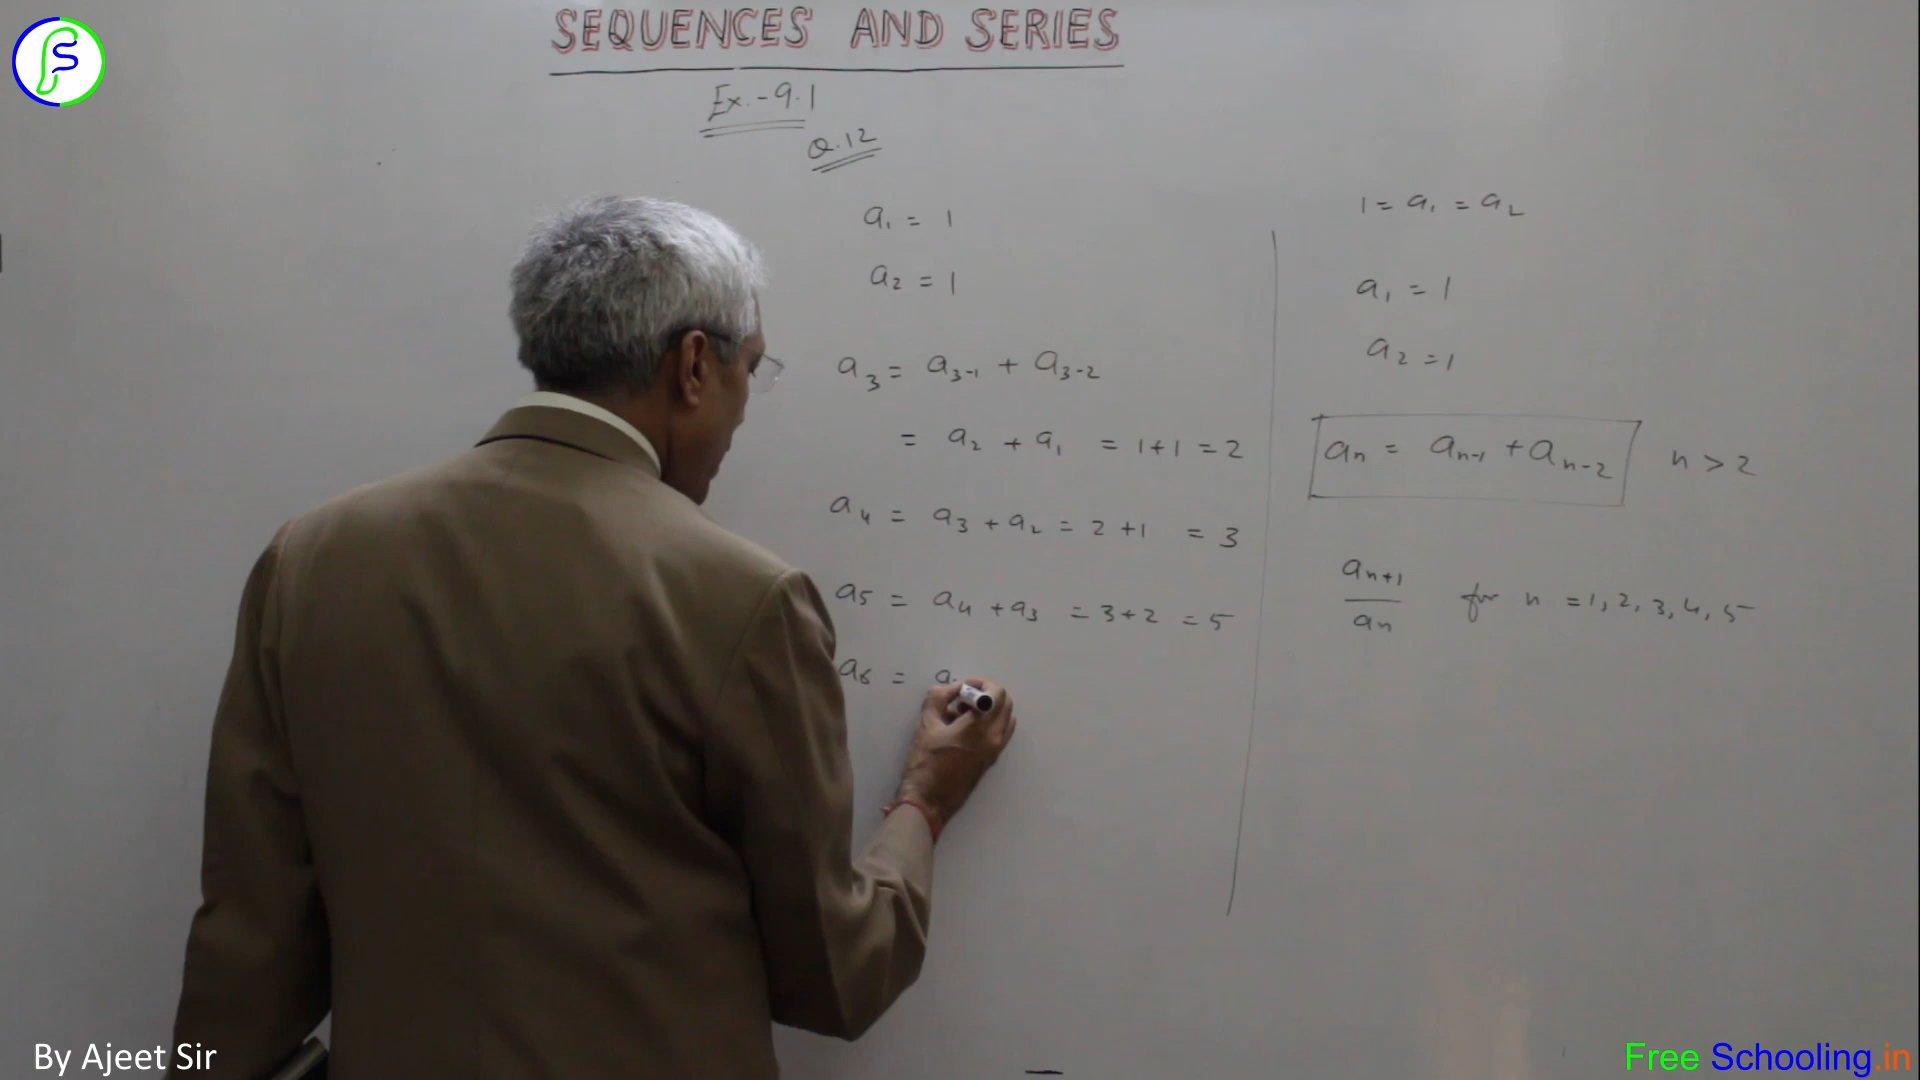 SEQUENCES AND SERIES
Ex.-9.1
Q.12
a₁ = 1
a₂ = 1
a₃ = a₃₋₁ + a₃₋₂
= a₂ + a₁ = 1+1 = 2
a₄ = a₃ + a₂ = 2+1 = 3
a₅ = a₄ + a₃ = 3+2 = 5
a₆ = a
1 = a₁ = a₂
a₁ = 1
a₂ = 1
aₙ = aₙ₋₁ + aₙ₋₂ n > 2
aₙ₊₁/aₙ for n = 1, 2, 3, 4, 5
By Ajeet Sir
Free Schooling.in